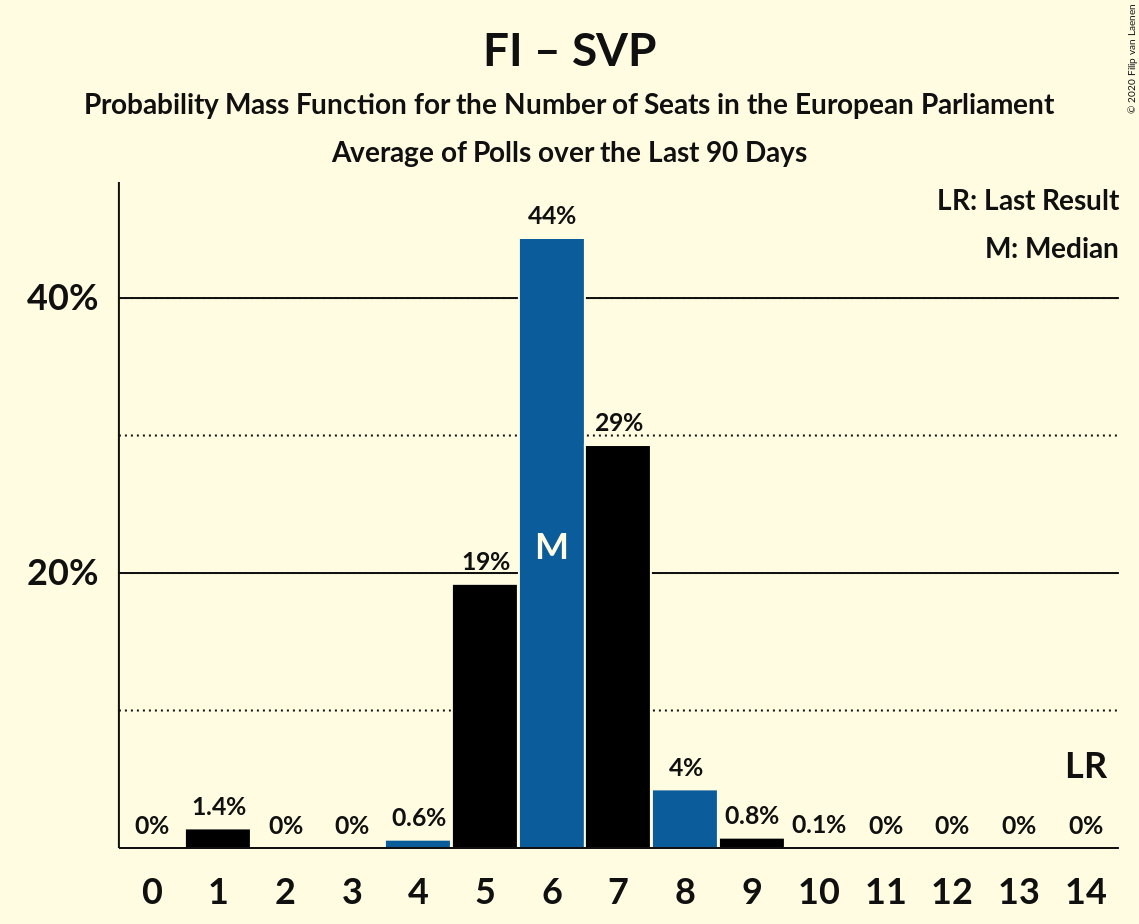 FI – SVP
Probability Mass Function for the Number of Seats in the European Parliament
Average of Polls over the Last 90 Days
© 2020 Filip van Laenen
LR: Last Result
M: Median
40%
20%
0% 1.4% 0% 0% 0.6% 19% 44% 29% 4% 0.8% 0.1% 0% 0% 0% 0%
M
LR
0 1 2 3 4 5 6 7 8 9 10 11 12 13 14